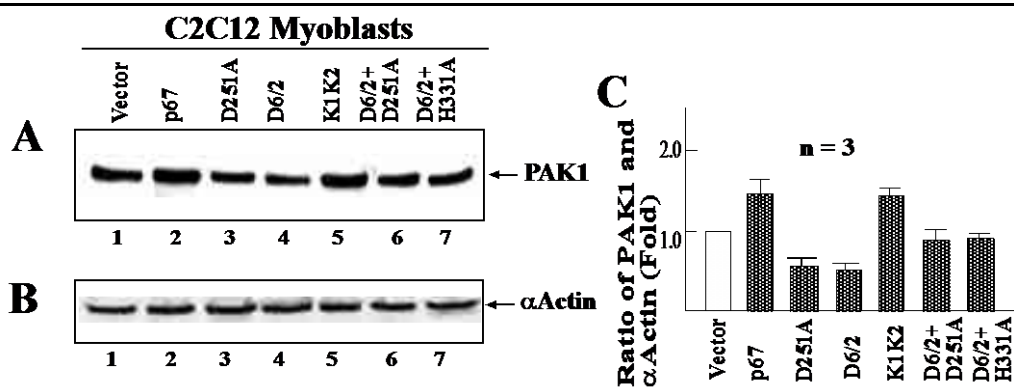 C2C12 Myoblasts
Vector
p67
D251A
D6/2
K1K2
D6/2+
D251A
D6/2+
H331A
A
PAK1
1 2 3 4 5 6 7
B
αActin
1 2 3 4 5 6 7
C
Ratio of PAK1 and
αActin (Fold)
2.0
1.0
n = 3
Vector
p67
D251A
D6/2
K1K2
D6/2+
D251A
D6/2+
H331A